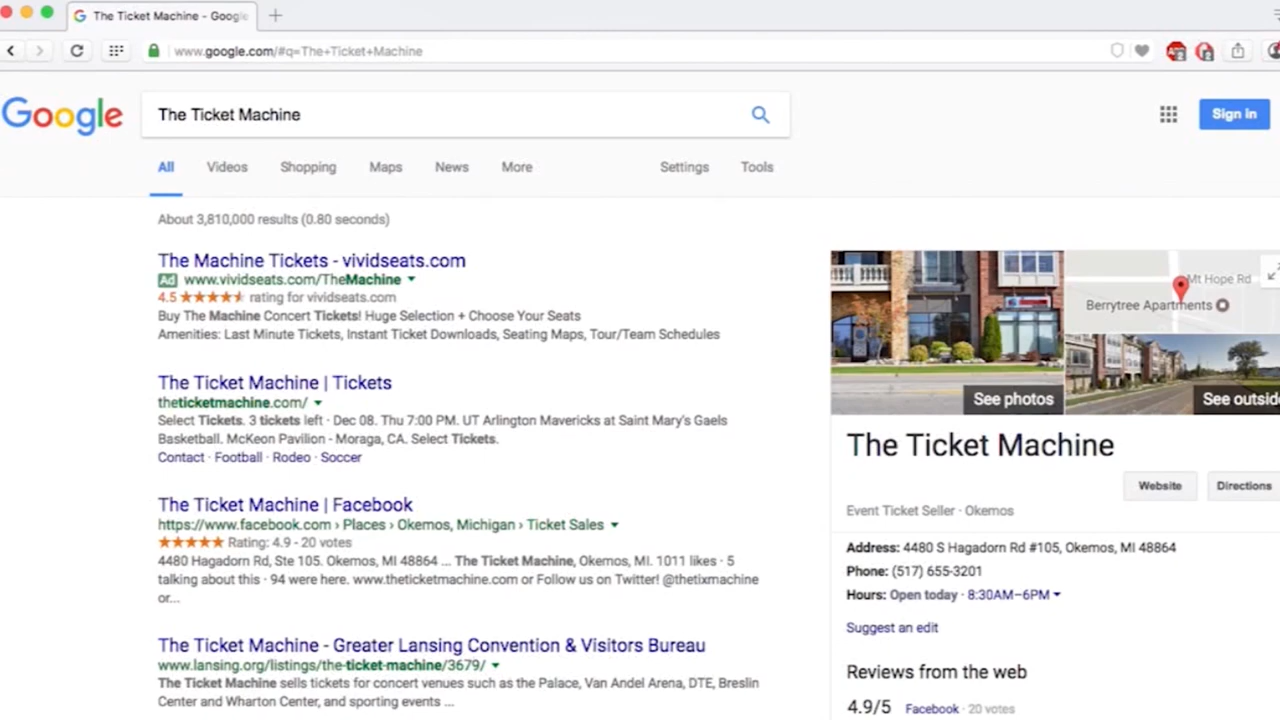 The Ticket Machine - Google
www.google.com/#q=The+Ticket+Machine
Google
The Ticket Machine
Sign in
All Videos Shopping Maps News More Settings Tools
About 3,810,000 results (0.80 seconds)
The Machine Tickets - vividseats.com
Ad www.vividseats.com/TheMachine
4.5 rating for vividseats.com
Buy The Machine Concert Tickets! Huge Selection + Choose Your Seats
Amenities: Last Minute Tickets, Instant Ticket Downloads, Seating Maps, Tour/Team Schedules
The Ticket Machine | Tickets
theticketmachine.com/
Select Tickets. 3 tickets left · Dec 08. Thu 7:00 PM. UT Arlington Mavericks at Saint Mary's Gaels
Basketball. McKeon Pavilion - Moraga, CA. Select Tickets.
Contact · Football · Rodeo · Soccer
The Ticket Machine | Facebook
https://www.facebook.com › Places › Okemos, Michigan › Ticket Sales
Rating: 4.9 - 20 votes
4480 Hagadorn Rd, Ste 105. Okemos, MI 48864 ... The Ticket Machine, Okemos, MI. 1011 likes · 5
talking about this · 94 were here. www.theticketmachine.com or Follow us on Twitter! @thetixmachine
or...
The Ticket Machine - Greater Lansing Convention & Visitors Bureau
www.lansing.org/listings/the-ticket-machine/3679/
The Ticket Machine sells tickets for concert venues such as the Palace, Van Andel Arena, DTE, Breslin
Center and Wharton Center, and sporting events ...
Mt Hope Rd
Berrytree Apartments
See photos
See outside
The Ticket Machine
Website Directions
Event Ticket Seller · Okemos
Address: 4480 S Hagadorn Rd #105, Okemos, MI 48864
Phone: (517) 655-3201
Hours: Open today · 8:30AM–6PM
Suggest an edit
Reviews from the web
4.9/5 Facebook · 20 votes